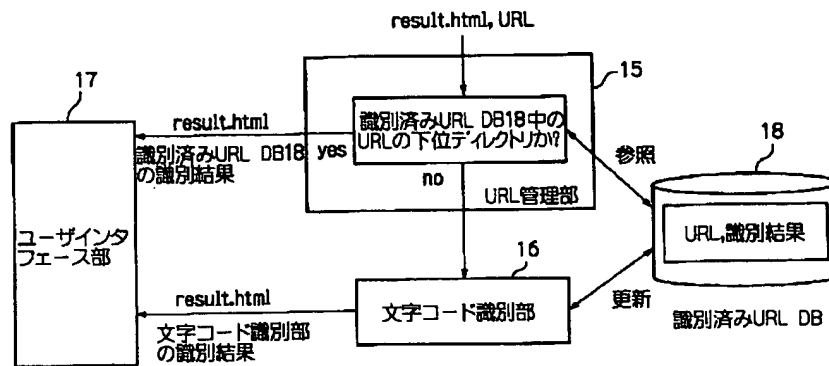 result.html, URL
15
識別済みURL DB18中の
URLの下位ディレクトリか?
URL管理部
yes
no
17
result.html
識別済みURL DB18
の識別結果
ユーザインタ
フェース部
参照
18
URL,識別結果
識別済みURL DB
更新
16
文字コード識別部
result.html
文字コード識別部
の識別結果